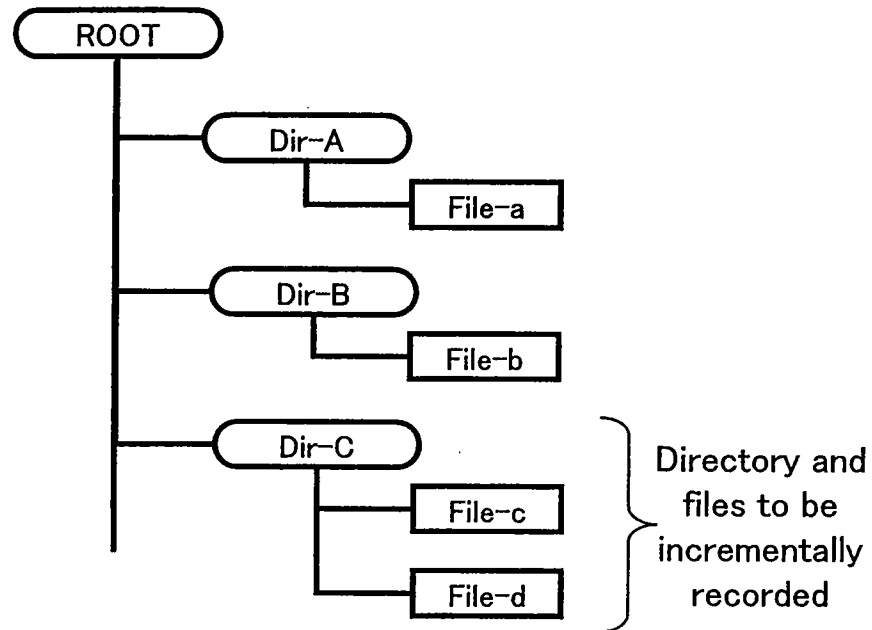 ROOT
Dir-A
File-a
Dir-B
File-b
Dir-C
File-c
File-d
Directory and
files to be
incrementally
recorded